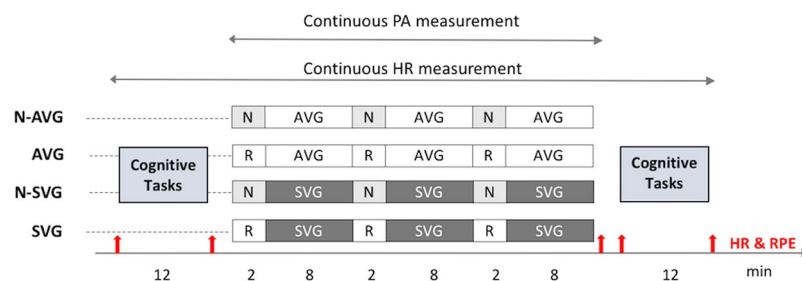 Continuous PA measurement
Continuous HR measurement
N-AVG N AVG N AVG N AVG
AVG R AVG R AVG R AVG
Cognitive
Tasks
Cognitive
Tasks
N-SVG N SVG N SVG N SVG
SVG R SVG R SVG R SVG
HR & RPE
12 2 8 2 8 2 8 12 min